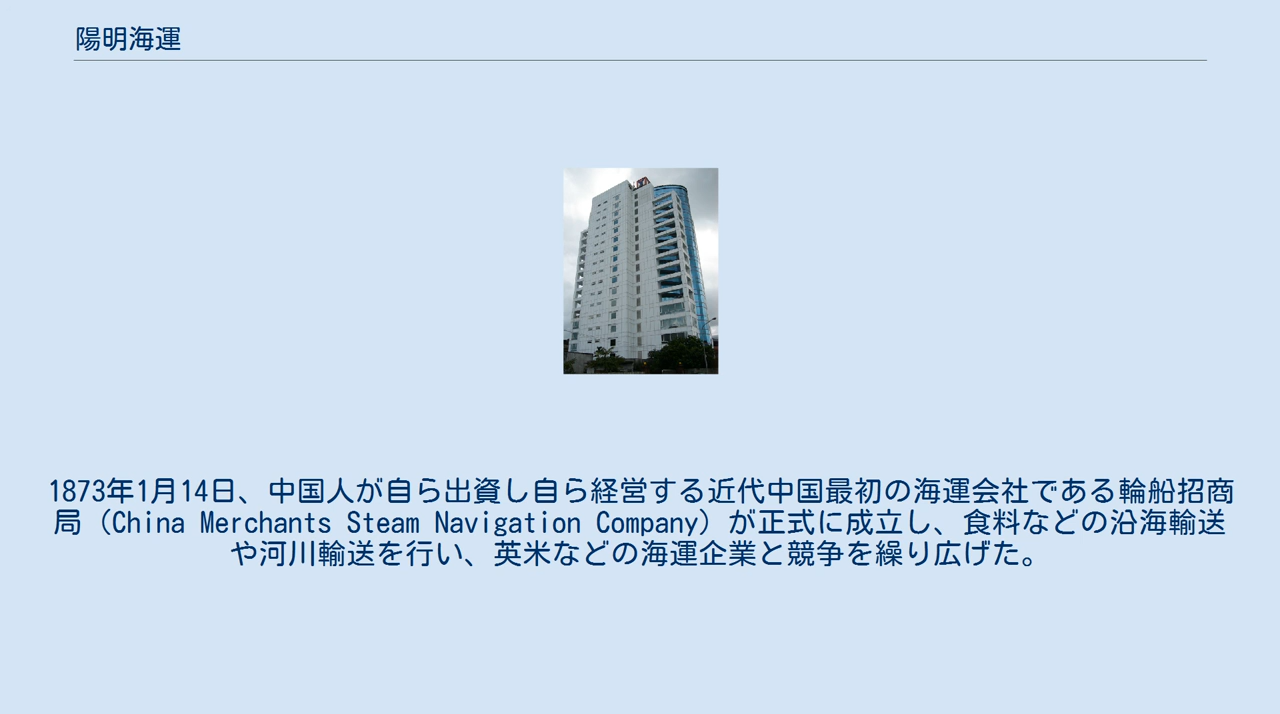 陽明海運
1873年1月14日、中国人が自ら出資し自ら経営する近代中国最初の海運会社である輪船招商
局（China Merchants Steam Navigation Company）が正式に成立し、食料などの沿海輸送
や河川輸送を行い、英米などの海運企業と競争を繰り広げた。